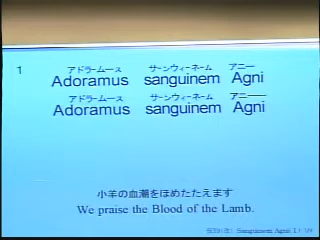 1
アドラームース サーンウィーネーム アニー
Adoramus sanguinem Agni
アドラームース サーンウィーネーム アニー
Adoramus sanguinem Agni
小羊の血潮をほめたたえます
We praise the Blood of the Lamb.
Sanguinem Agni 1